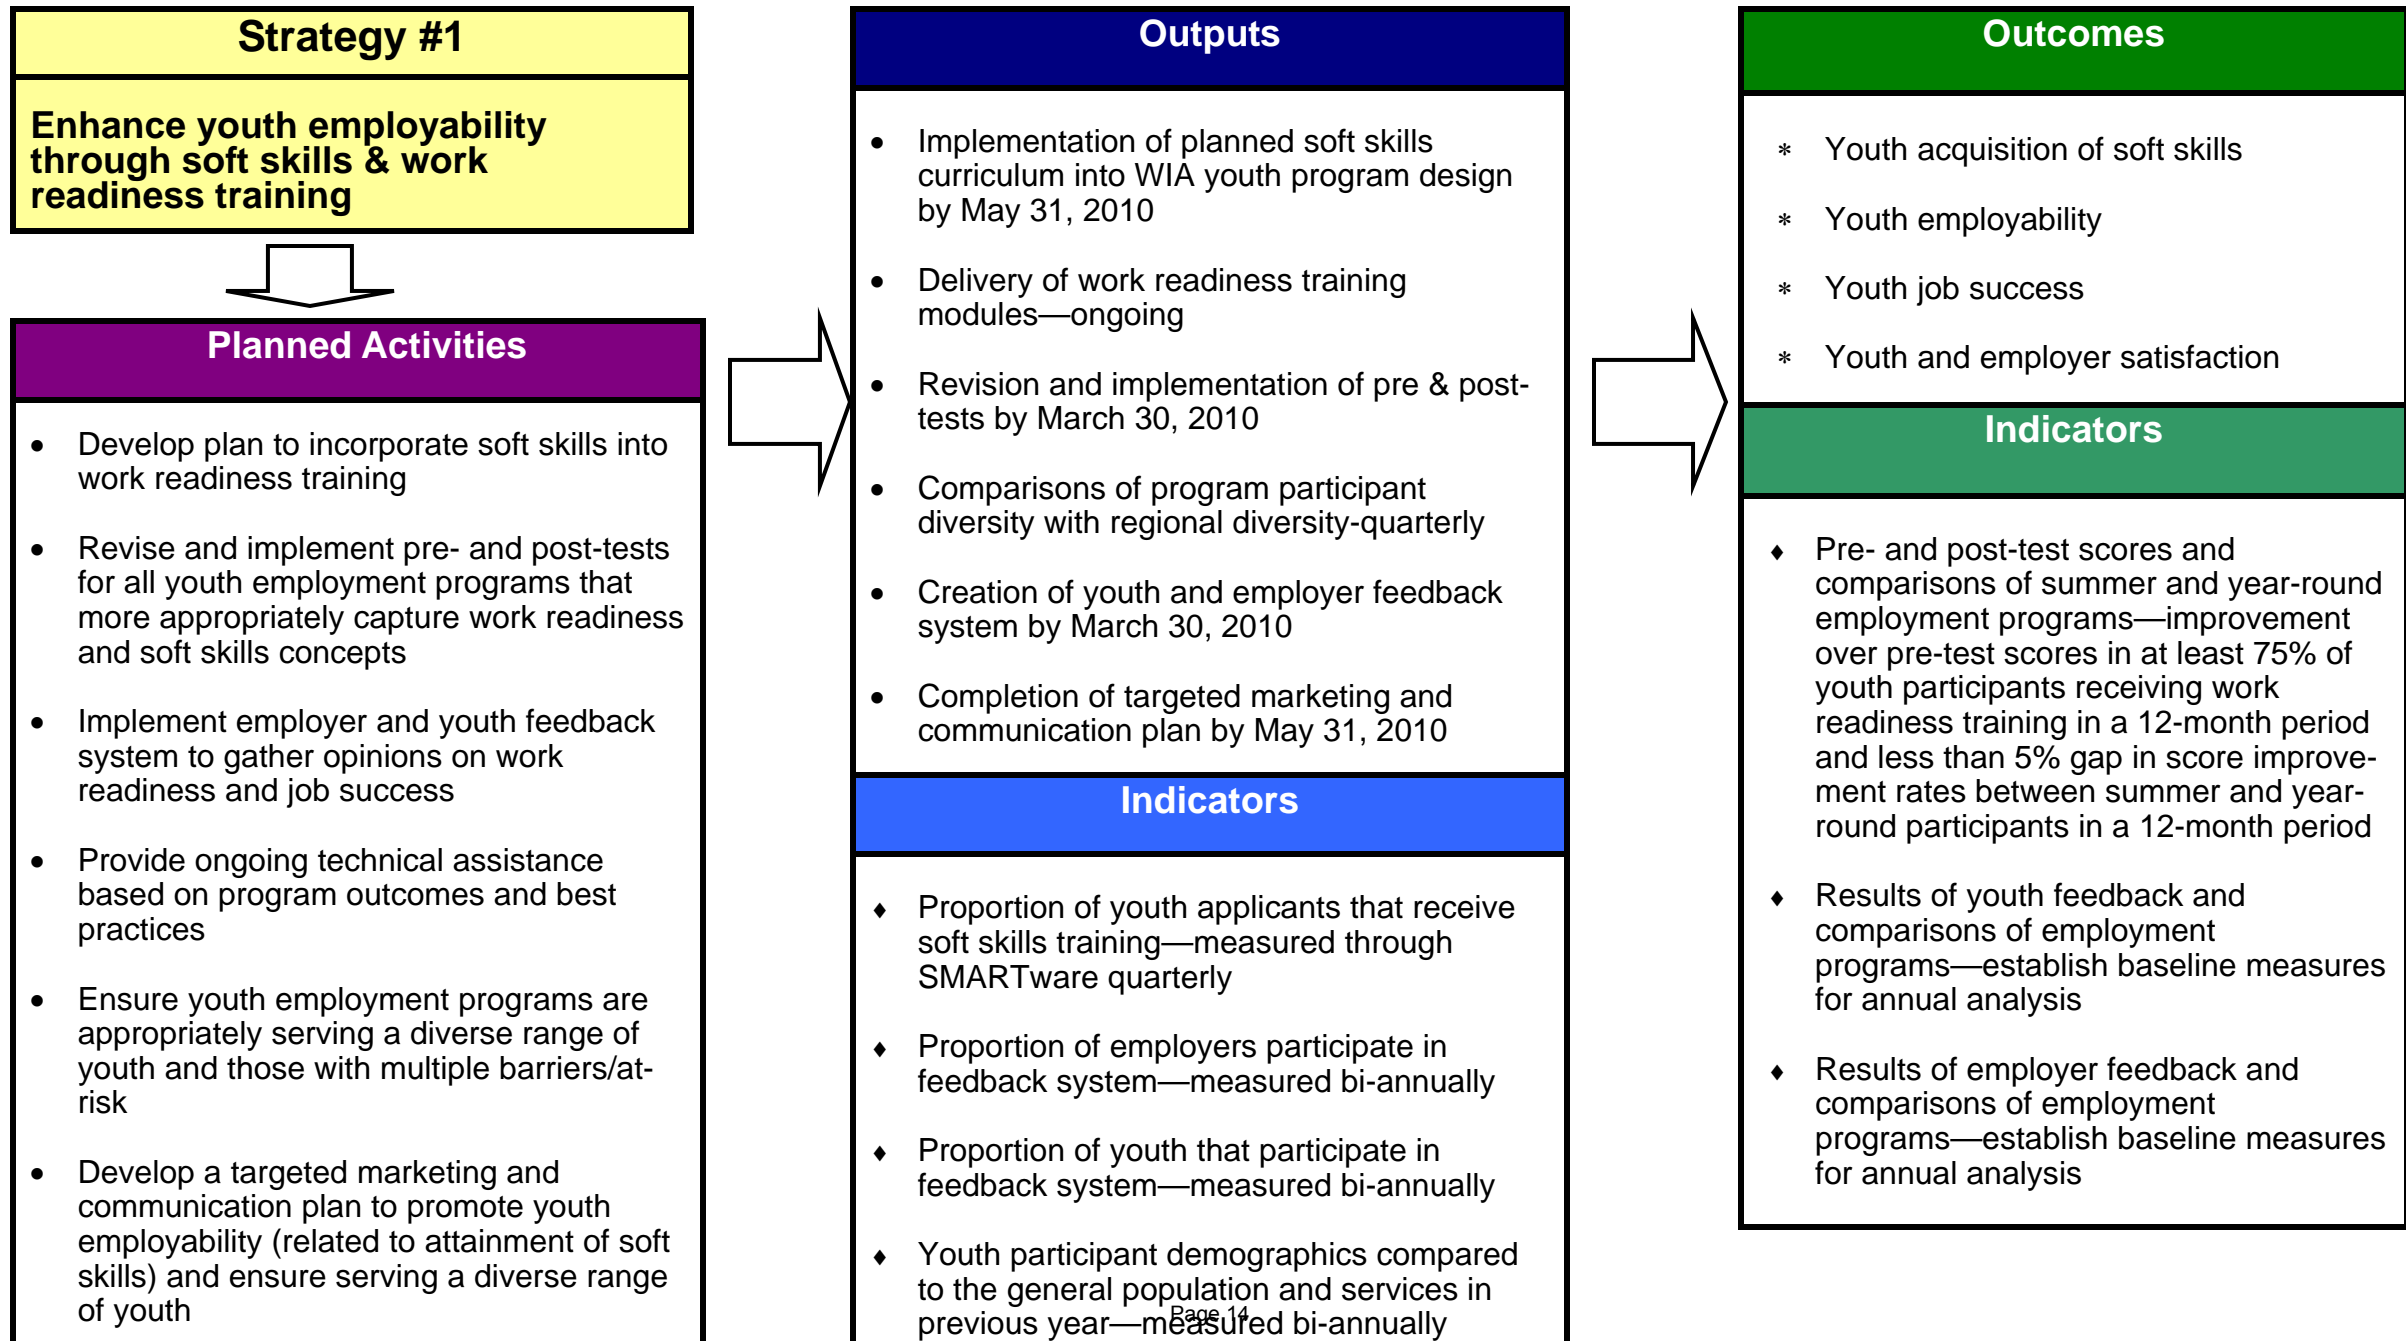 Strategy #1
Enhance youth employability
through soft skills & work
readiness training
Planned Activities
• Develop plan to incorporate soft skills into
work readiness training
• Revise and implement pre- and post-tests
for all youth employment programs that
more appropriately capture work readiness
and soft skills concepts
• Implement employer and youth feedback
system to gather opinions on work
readiness and job success
• Provide ongoing technical assistance
based on program outcomes and best
practices
• Ensure youth employment programs are
appropriately serving a diverse range of
youth and those with multiple barriers/at-
risk
• Develop a targeted marketing and
communication plan to promote youth
employability (related to attainment of soft
skills) and ensure serving a diverse range
of youth
Outputs
• Implementation of planned soft skills
curriculum into WIA youth program design
by May 31, 2010
• Delivery of work readiness training
modules—ongoing
• Revision and implementation of pre & post-
tests by March 30, 2010
• Comparisons of program participant
diversity with regional diversity-quarterly
• Creation of youth and employer feedback
system by March 30, 2010
• Completion of targeted marketing and
communication plan by May 31, 2010
Indicators
♦ Proportion of youth applicants that receive
soft skills training—measured through
SMARTware quarterly
♦ Proportion of employers participate in
feedback system—measured bi-annually
♦ Proportion of youth that participate in
feedback system—measured bi-annually
♦ Youth participant demographics compared
to the general population and services in
previous year—measured bi-annually
Page 14
Outcomes
* Youth acquisition of soft skills
* Youth employability
* Youth job success
* Youth and employer satisfaction
Indicators
♦ Pre- and post-test scores and
comparisons of summer and year-round
employment programs—improvement
over pre-test scores in at least 75% of
youth participants receiving work
readiness training in a 12-month period
and less than 5% gap in score improve-
ment rates between summer and year-
round participants in a 12-month period
♦ Results of youth feedback and
comparisons of employment
programs—establish baseline measures
for annual analysis
♦ Results of employer feedback and
comparisons of employment
programs—establish baseline measures
for annual analysis